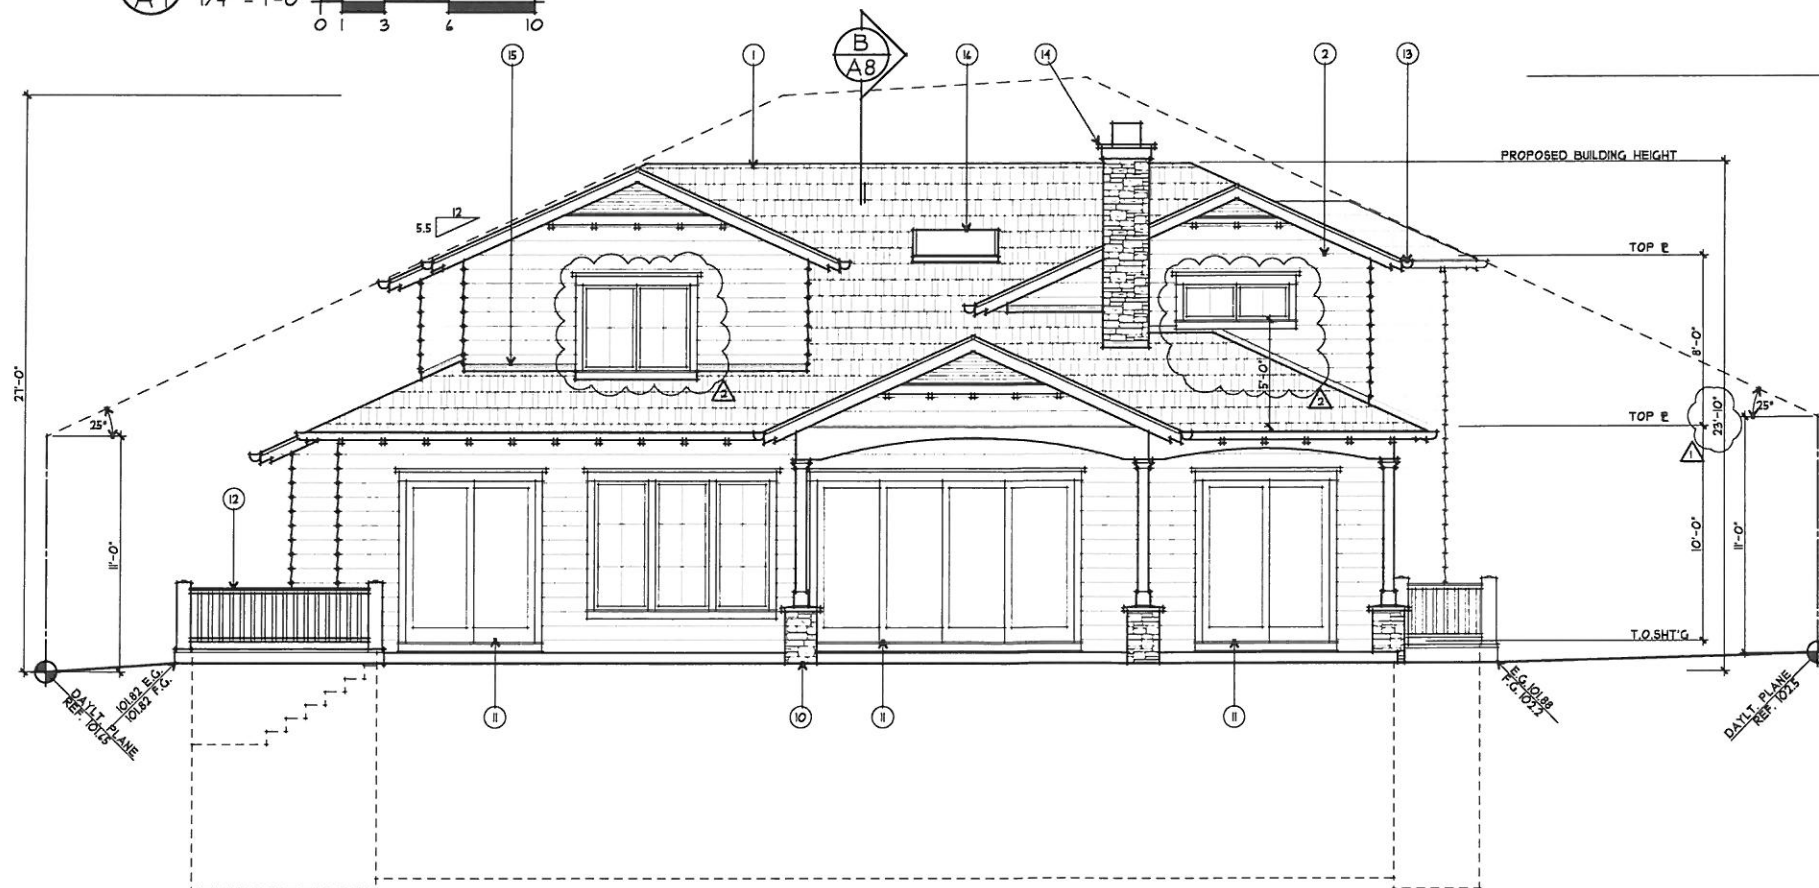 1/4" = 1'-0"
0 1 3 6 10
15
1
B
A8
16
14
2
13
PROPOSED BUILDING HEIGHT
12
5.5
TOP P
8'-0"
27'-0"
5'-0"
2
2
25°
25°
TOP P
23'-10"
1
12
11'-0"
10'-0"
11'-0"
T.O.SHT'G
101.82 E.G.
101.82 F.G.
DAYLT. PLANE
REF. 101.65
11
10
11
11
E.G. 101.88
F.G. 102.2
DAYLT. PLANE
REF. 102.5